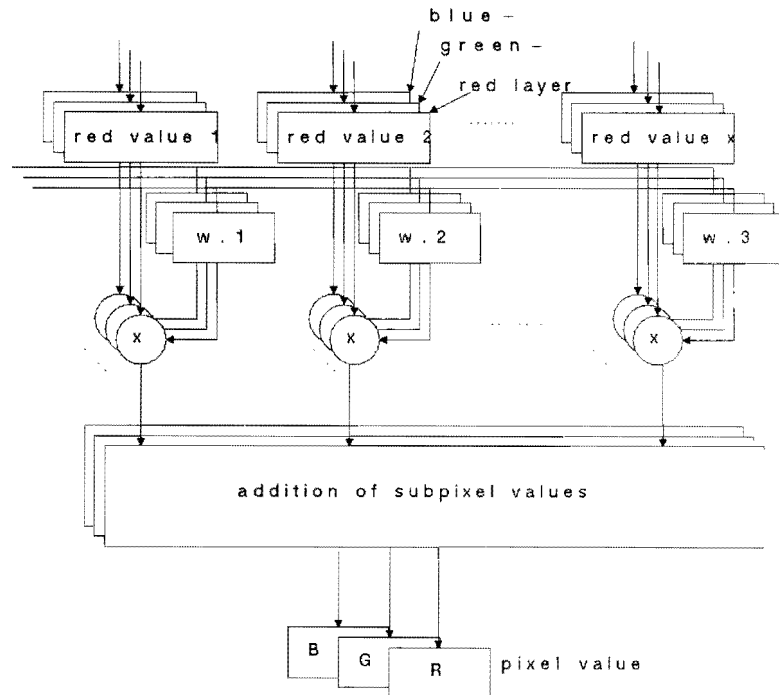 blue-
green-
red layer
red value 1
red value 2
.......
red value x
w.1
w.2
w.3
x
x
.......
x
addition of subpixel values
B
G
R
pixel value